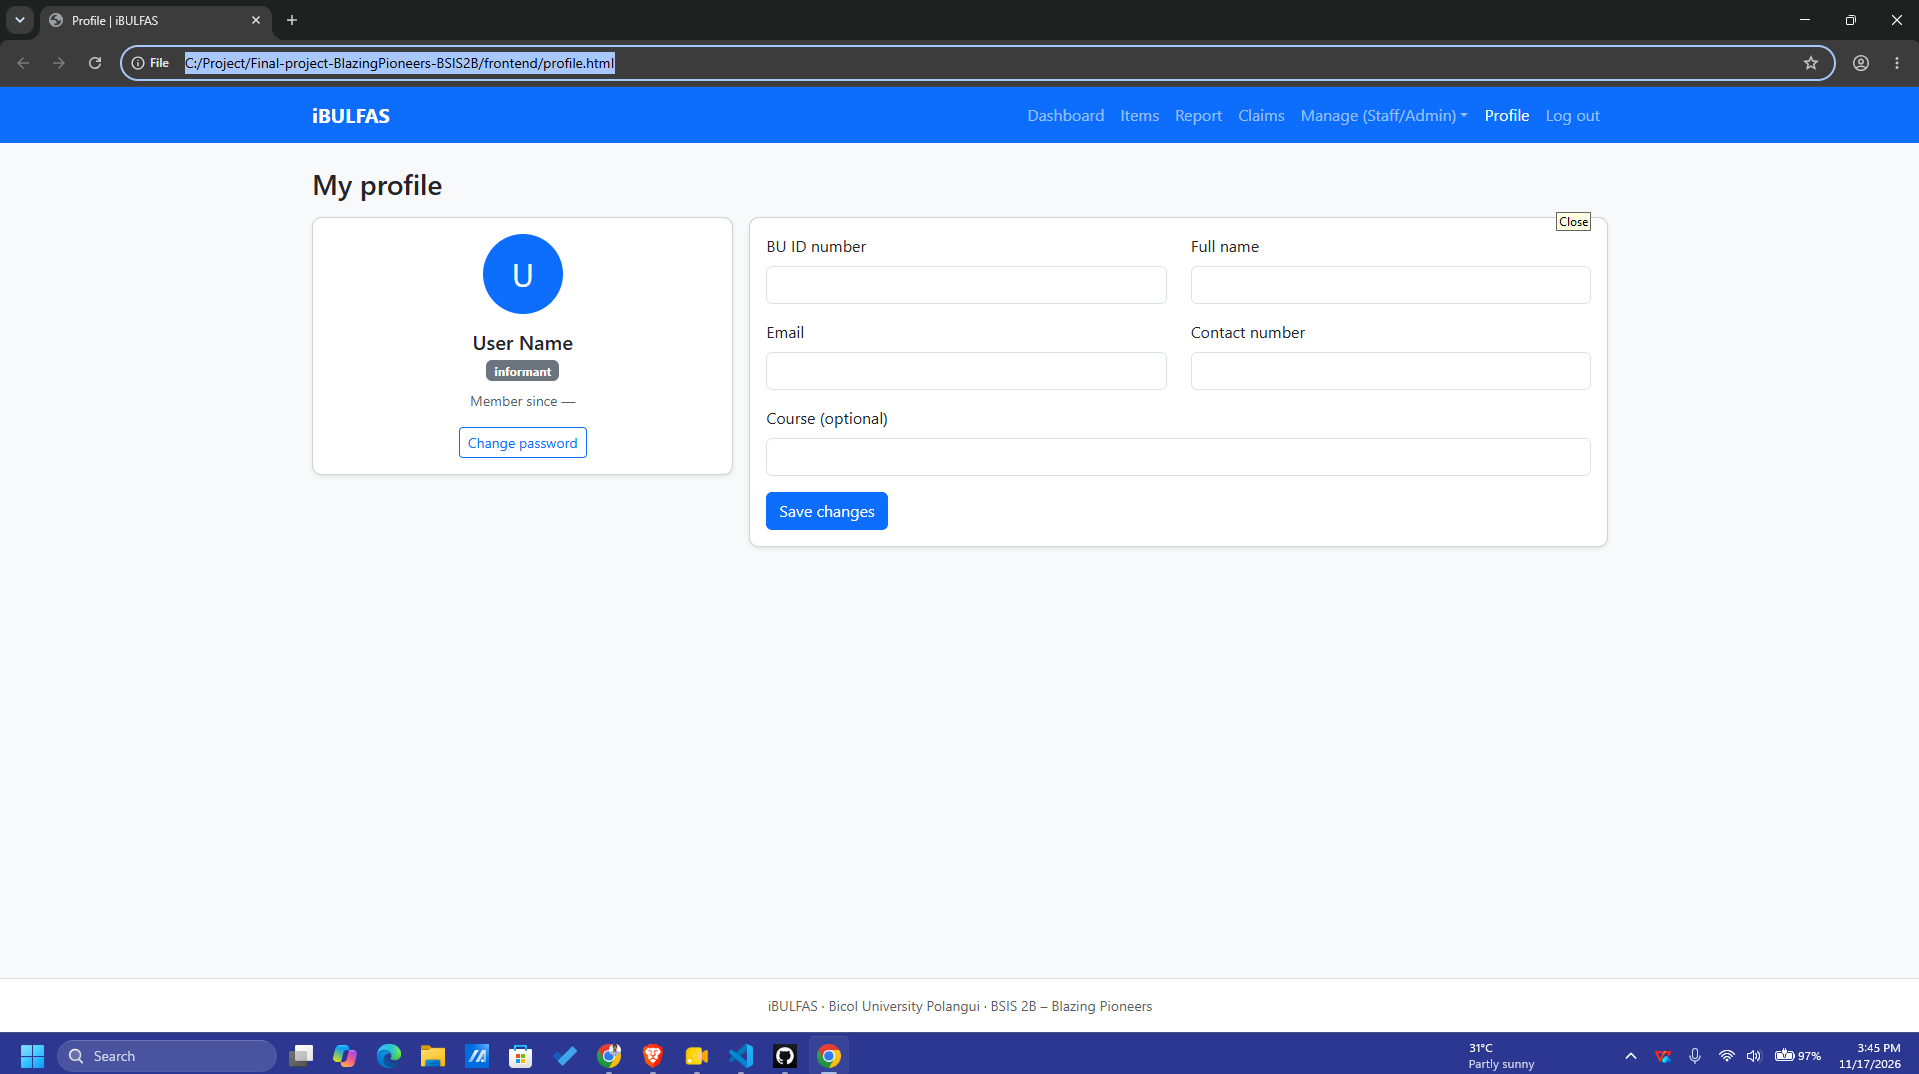 Profile | iBULFAS
File C:/Project/Final-project-BlazingPioneers-BSIS2B/frontend/profile.html
iBULFAS Dashboard Items Report Claims Manage (Staff/Admin) Profile Log out
My profile
Close
U
User Name
informant
Member since —
Change password
BU ID number
Full name
Email
Contact number
Course (optional)
Save changes
iBULFAS · Bicol University Polangui · BSIS 2B – Blazing Pioneers
Search
31°C
Partly sunny
97%
3:45 PM
11/17/2026